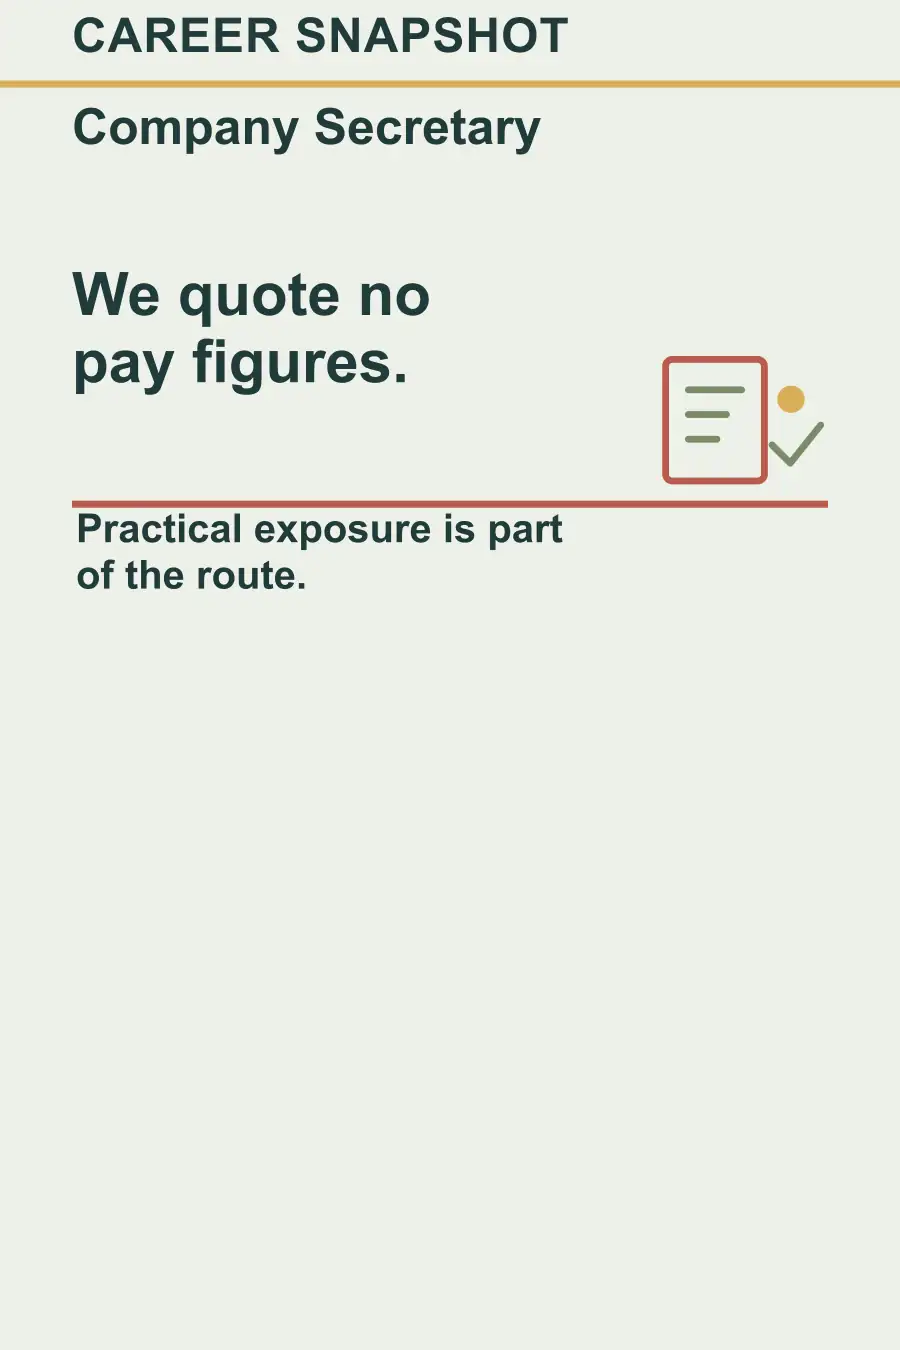 CAREER SNAPSHOT
Company Secretary
We quote no
pay figures.
Practical exposure is part
of the route.